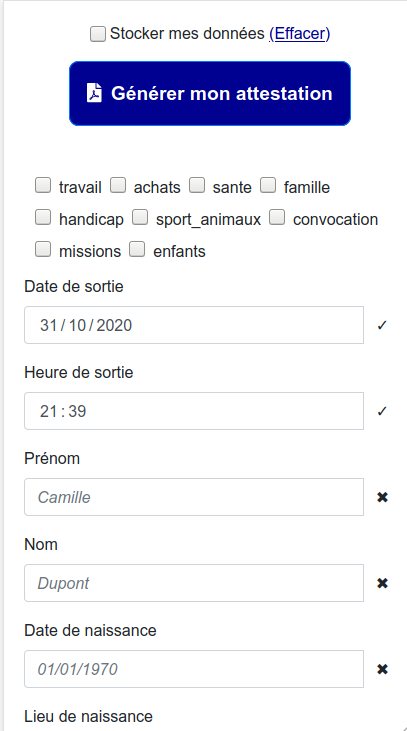 Stocker mes données (Effacer)
Générer mon attestation
travail achats sante famille
handicap sport_animaux convocation
missions enfants
Date de sortie
31/10/2020
Heure de sortie
21:39
Prénom
Camille
Nom
Dupont
Date de naissance
01/01/1970
Lieu de naissance